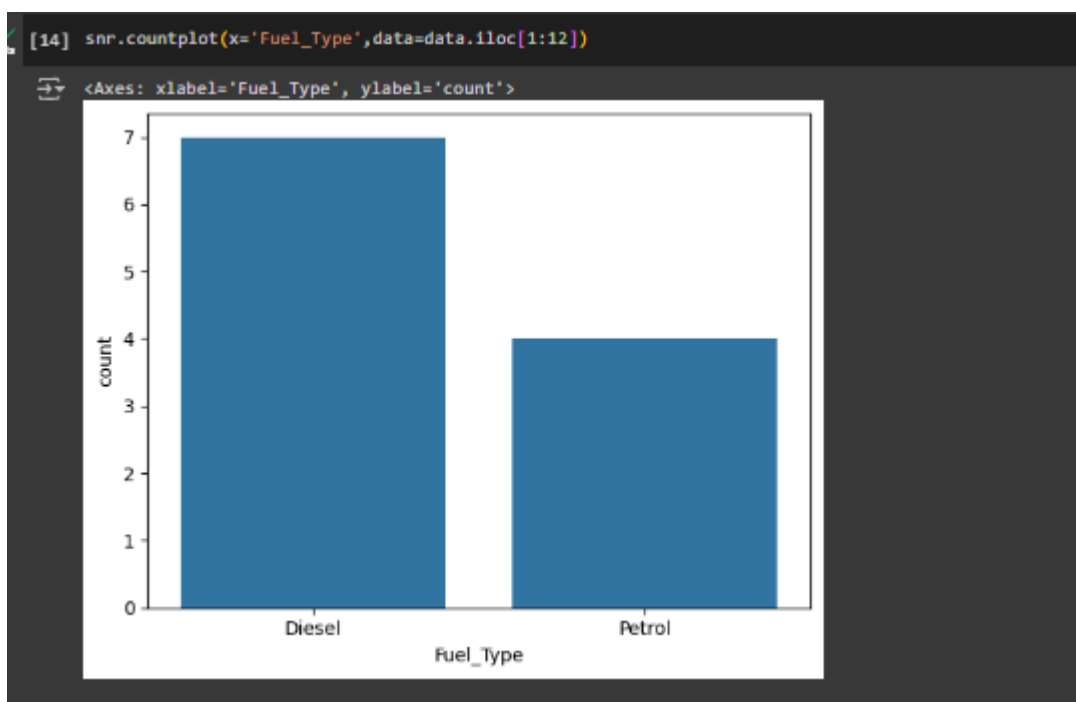 [14] snr.countplot(x='Fuel_Type',data=data.iloc[1:12])
<Axes: xlabel='Fuel_Type', ylabel='count'>
7
6
5
4
3
2
1
0
count
Diesel Petrol
Fuel_Type